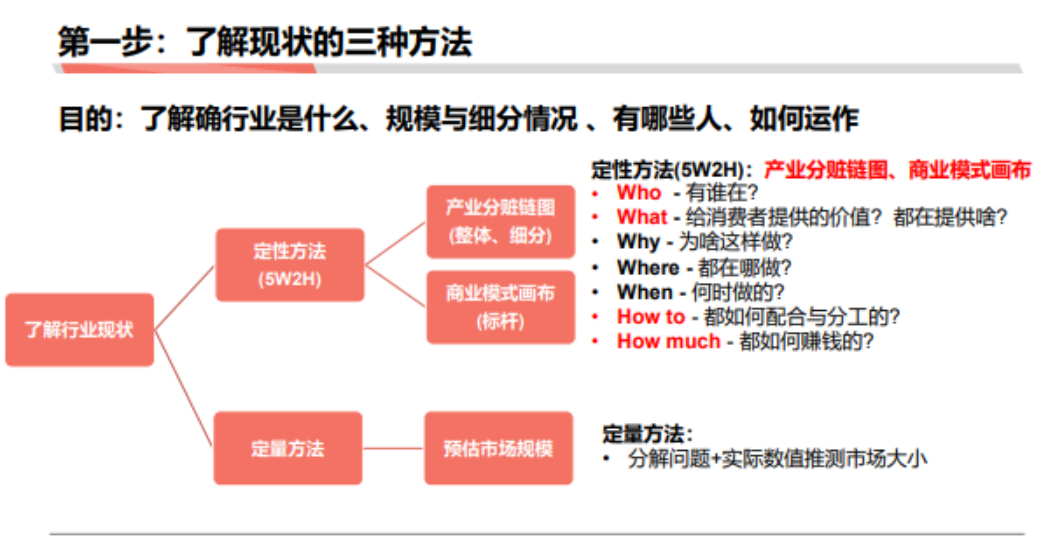 第一步：了解现状的三种方法
目的：了解确行业是什么、规模与细分情况 、有哪些人、如何运作
了解行业现状
定性方法
(5W2H)
产业分赃链图
(整体、细分)
商业模式画布
(标杆)
定量方法
预估市场规模
定性方法(5W2H)：产业分赃链图、商业模式画布
• Who - 有谁在？
• What - 给消费者提供的价值？都在提供啥？
• Why - 为啥这样做？
• Where - 都在哪做？
• When - 何时做的？
• How to - 都如何配合与分工的？
• How much - 都如何赚钱的？
定量方法：
• 分解问题+实际数值推测市场大小